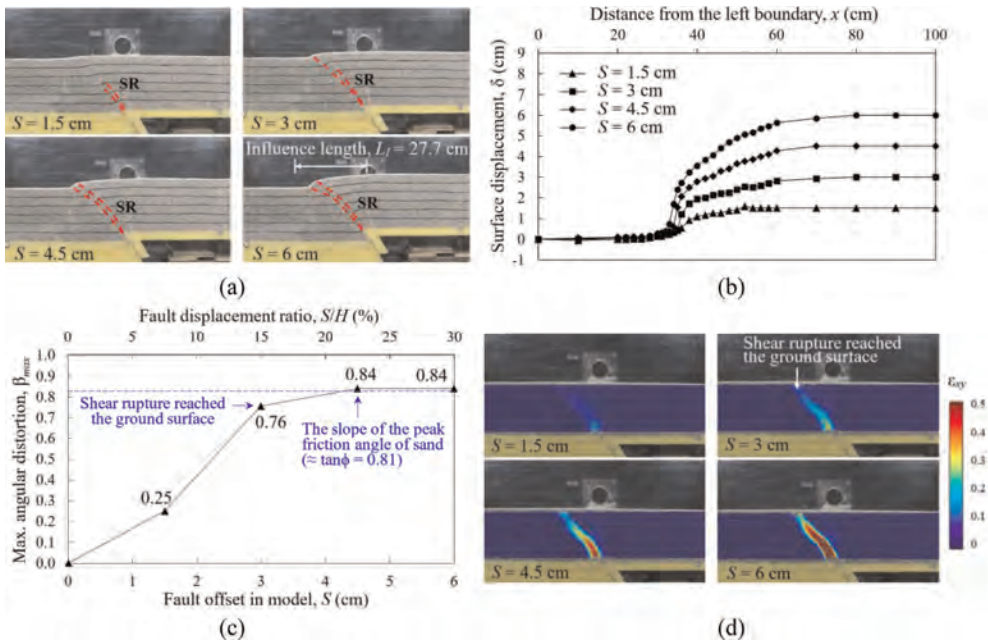 SR
S = 1.5 cm
SR
S = 3 cm
SR
S = 4.5 cm
Influence length, L_f = 27.7 cm
SR
S = 6 cm
(a)
Distance from the left boundary, x (cm)
0 20 40 60 80 100
Surface displacement, δ (cm)
9
8
7
6
5
4
3
2
1
0
-1
S = 1.5 cm
S = 3 cm
S = 4.5 cm
S = 6 cm
(b)
Fault displacement ratio, S/H (%)
0 5 10 15 20 25 30
Max. angular distortion, β_max
1.0
0.9
0.8
0.7
0.6
0.5
0.4
0.3
0.2
0.1
0.0
0.84
0.84
Shear rupture reached
the ground surface
0.76
The slope of the peak
friction angle of sand
(≈ tanϕ = 0.81)
0.25
0 1 2 3 4 5 6
Fault offset in model, S (cm)
(c)
S = 1.5 cm
Shear rupture reached
the ground surface
S = 3 cm
S = 4.5 cm
S = 6 cm
ε_xy
0.5
0.4
0.3
0.2
0.1
0
(d)